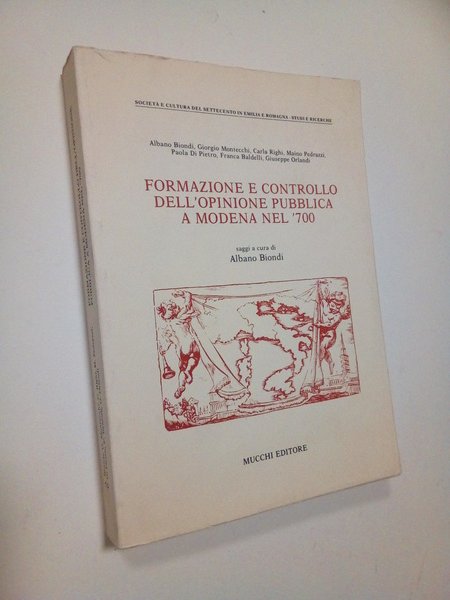 SOCIETÀ E CULTURA DEL SETTECENTO IN EMILIA E ROMAGNA - STUDI E RICERCHE
Albano Biondi, Giorgio Montecchi, Carla Righi, Maino Pedrazzi,
Paola Di Pietro, Franca Baldelli, Giuseppe Orlandi
FORMAZIONE E CONTROLLO
DELL'OPINIONE PUBBLICA
A MODENA NEL '700
saggi a cura di
Albano Biondi
MUCCHI EDITORE